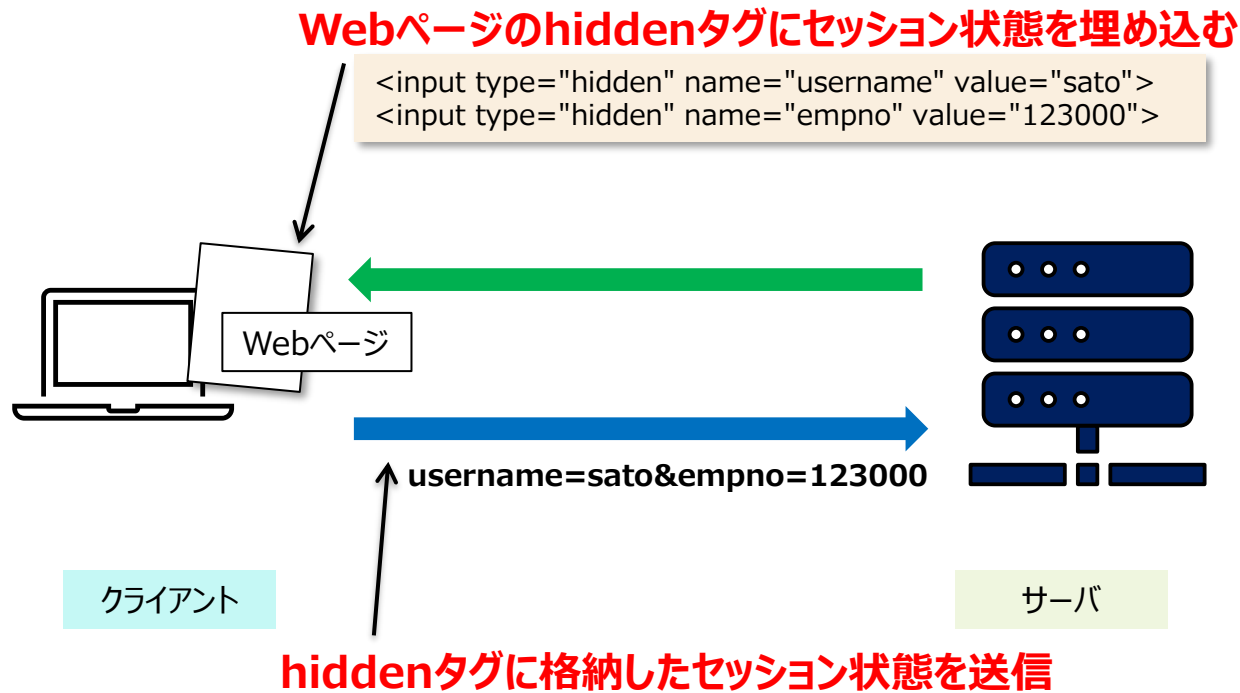 Webページのhiddenタグにセッション状態を埋め込む
<input type="hidden" name="username" value="sato">
<input type="hidden" name="empno" value="123000">
Webページ
username=sato&empno=123000
クライアント
サーバ
hiddenタグに格納したセッション状態を送信